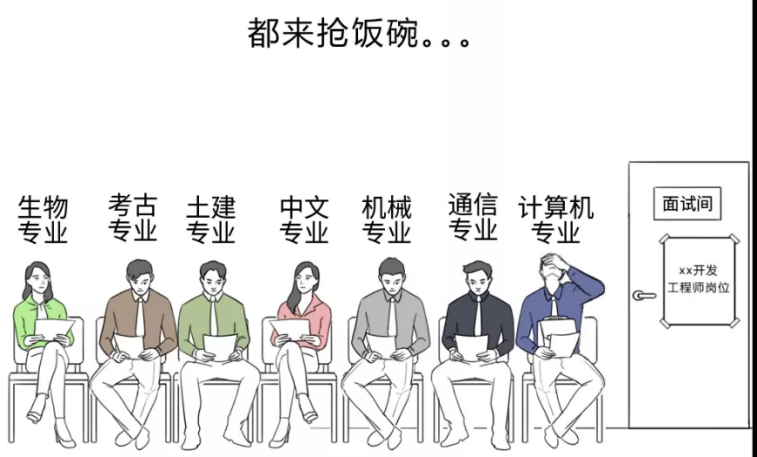 都来抢饭碗。。。
生物
专业
考古
专业
土建
专业
中文
专业
机械
专业
通信
专业
计算机
专业
面试间
xx开发
工程师岗位